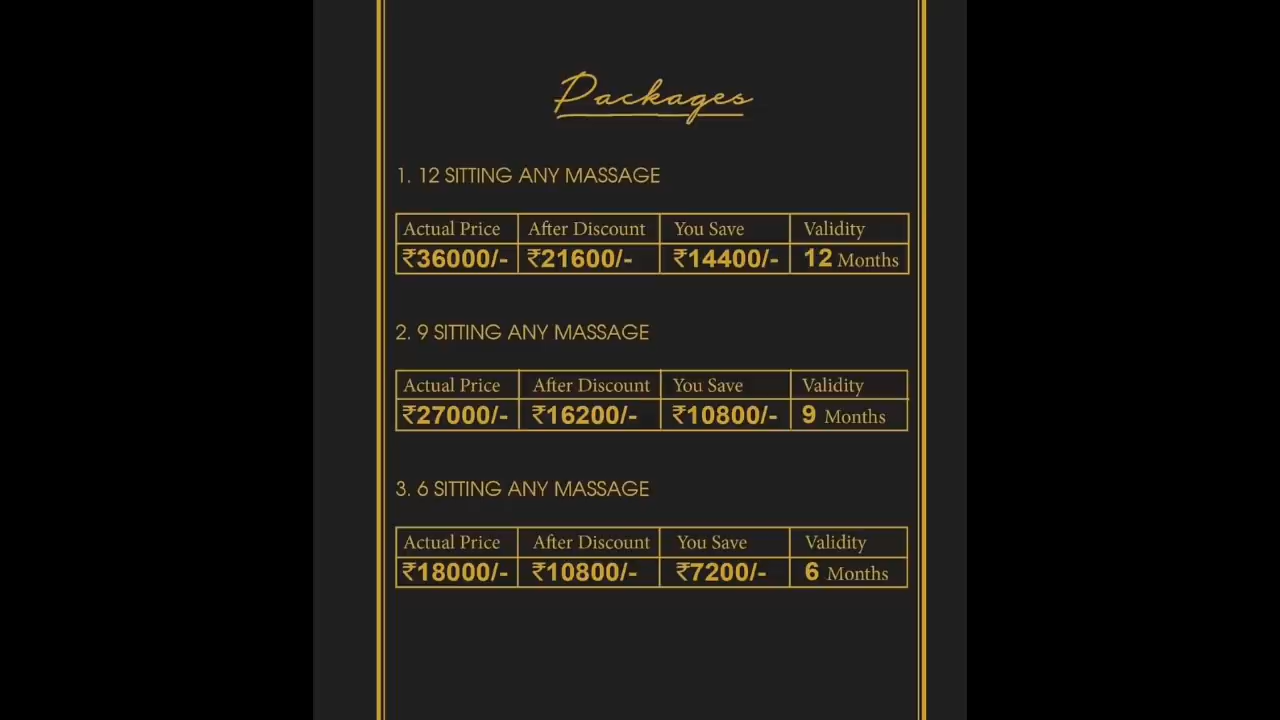 Packages
1. 12 SITTING ANY MASSAGE
Actual Price After Discount You Save Validity
₹36000/- ₹21600/- ₹14400/- 12 Months
2. 9 SITTING ANY MASSAGE
Actual Price After Discount You Save Validity
₹27000/- ₹16200/- ₹10800/- 9 Months
3. 6 SITTING ANY MASSAGE
Actual Price After Discount You Save Validity
₹18000/- ₹10800/- ₹7200/- 6 Months